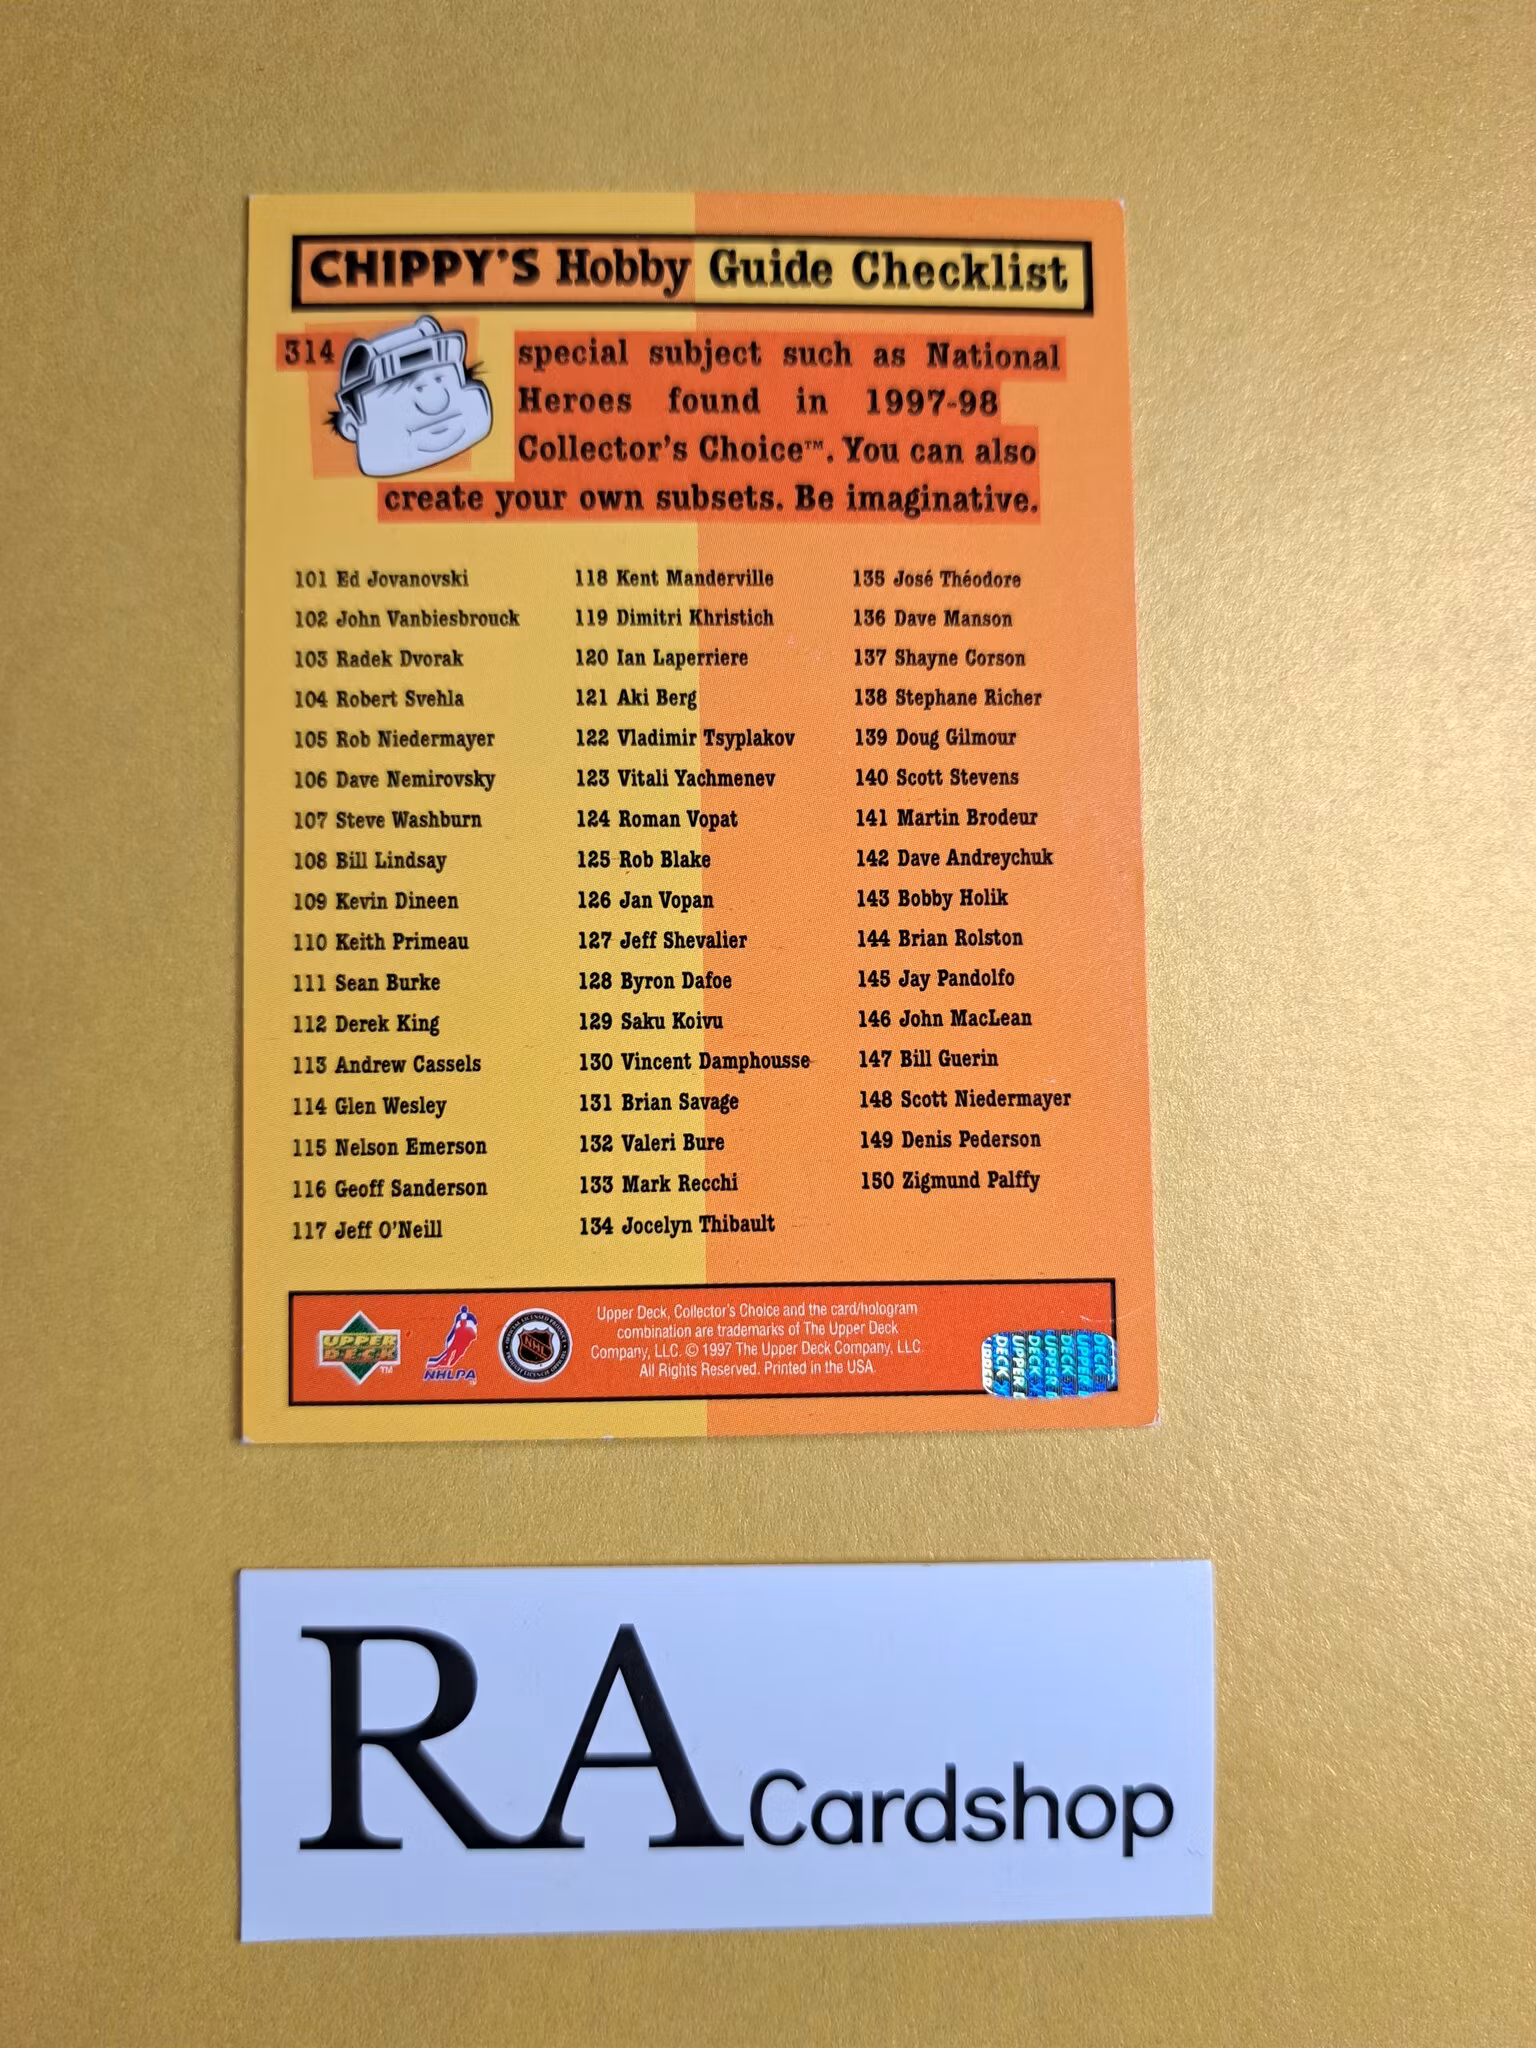 CHIPPY'S Hobby Guide Checklist
314
special subject such as National
Heroes found in 1997-98
Collector's Choice™. You can also
create your own subsets. Be imaginative.
101 Ed Jovanovski
102 John Vanbiesbrouck
103 Radek Dvorak
104 Robert Svehla
105 Rob Niedermayer
106 Dave Nemirovsky
107 Steve Washburn
108 Bill Lindsay
109 Kevin Dineen
110 Keith Primeau
111 Sean Burke
112 Derek King
113 Andrew Cassels
114 Glen Wesley
115 Nelson Emerson
116 Geoff Sanderson
117 Jeff O'Neill
118 Kent Manderville
119 Dimitri Khristich
120 Ian Laperriere
121 Aki Berg
122 Vladimir Tsyplakov
123 Vitali Yachmenev
124 Roman Vopat
125 Rob Blake
126 Jan Vopan
127 Jeff Shevalier
128 Byron Dafoe
129 Saku Koivu
130 Vincent Damphousse
131 Brian Savage
132 Valeri Bure
133 Mark Recchi
134 Jocelyn Thibault
135 José Théodore
136 Dave Manson
137 Shayne Corson
138 Stephane Richer
139 Doug Gilmour
140 Scott Stevens
141 Martin Brodeur
142 Dave Andreychuk
143 Bobby Holik
144 Brian Rolston
145 Jay Pandolfo
146 John MacLean
147 Bill Guerin
148 Scott Niedermayer
149 Denis Pederson
150 Zigmund Palffy
UPPER
DECK™
NHLPA
NHL
Upper Deck, Collector's Choice and the card/hologram
combination are trademarks of The Upper Deck
Company, LLC. © 1997 The Upper Deck Company, LLC.
All Rights Reserved. Printed in the USA
RA Cardshop